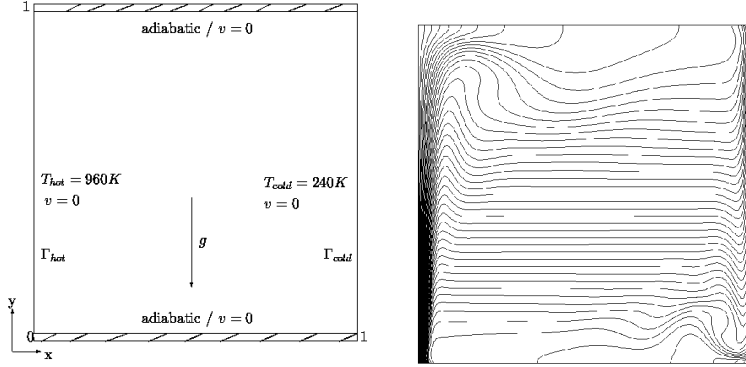 1
adiabatic / v = 0
T_hot = 960K
v = 0
T_cold = 240K
v = 0
g
Γ_hot
Γ_cold
y
adiabatic / v = 0
0
1
x